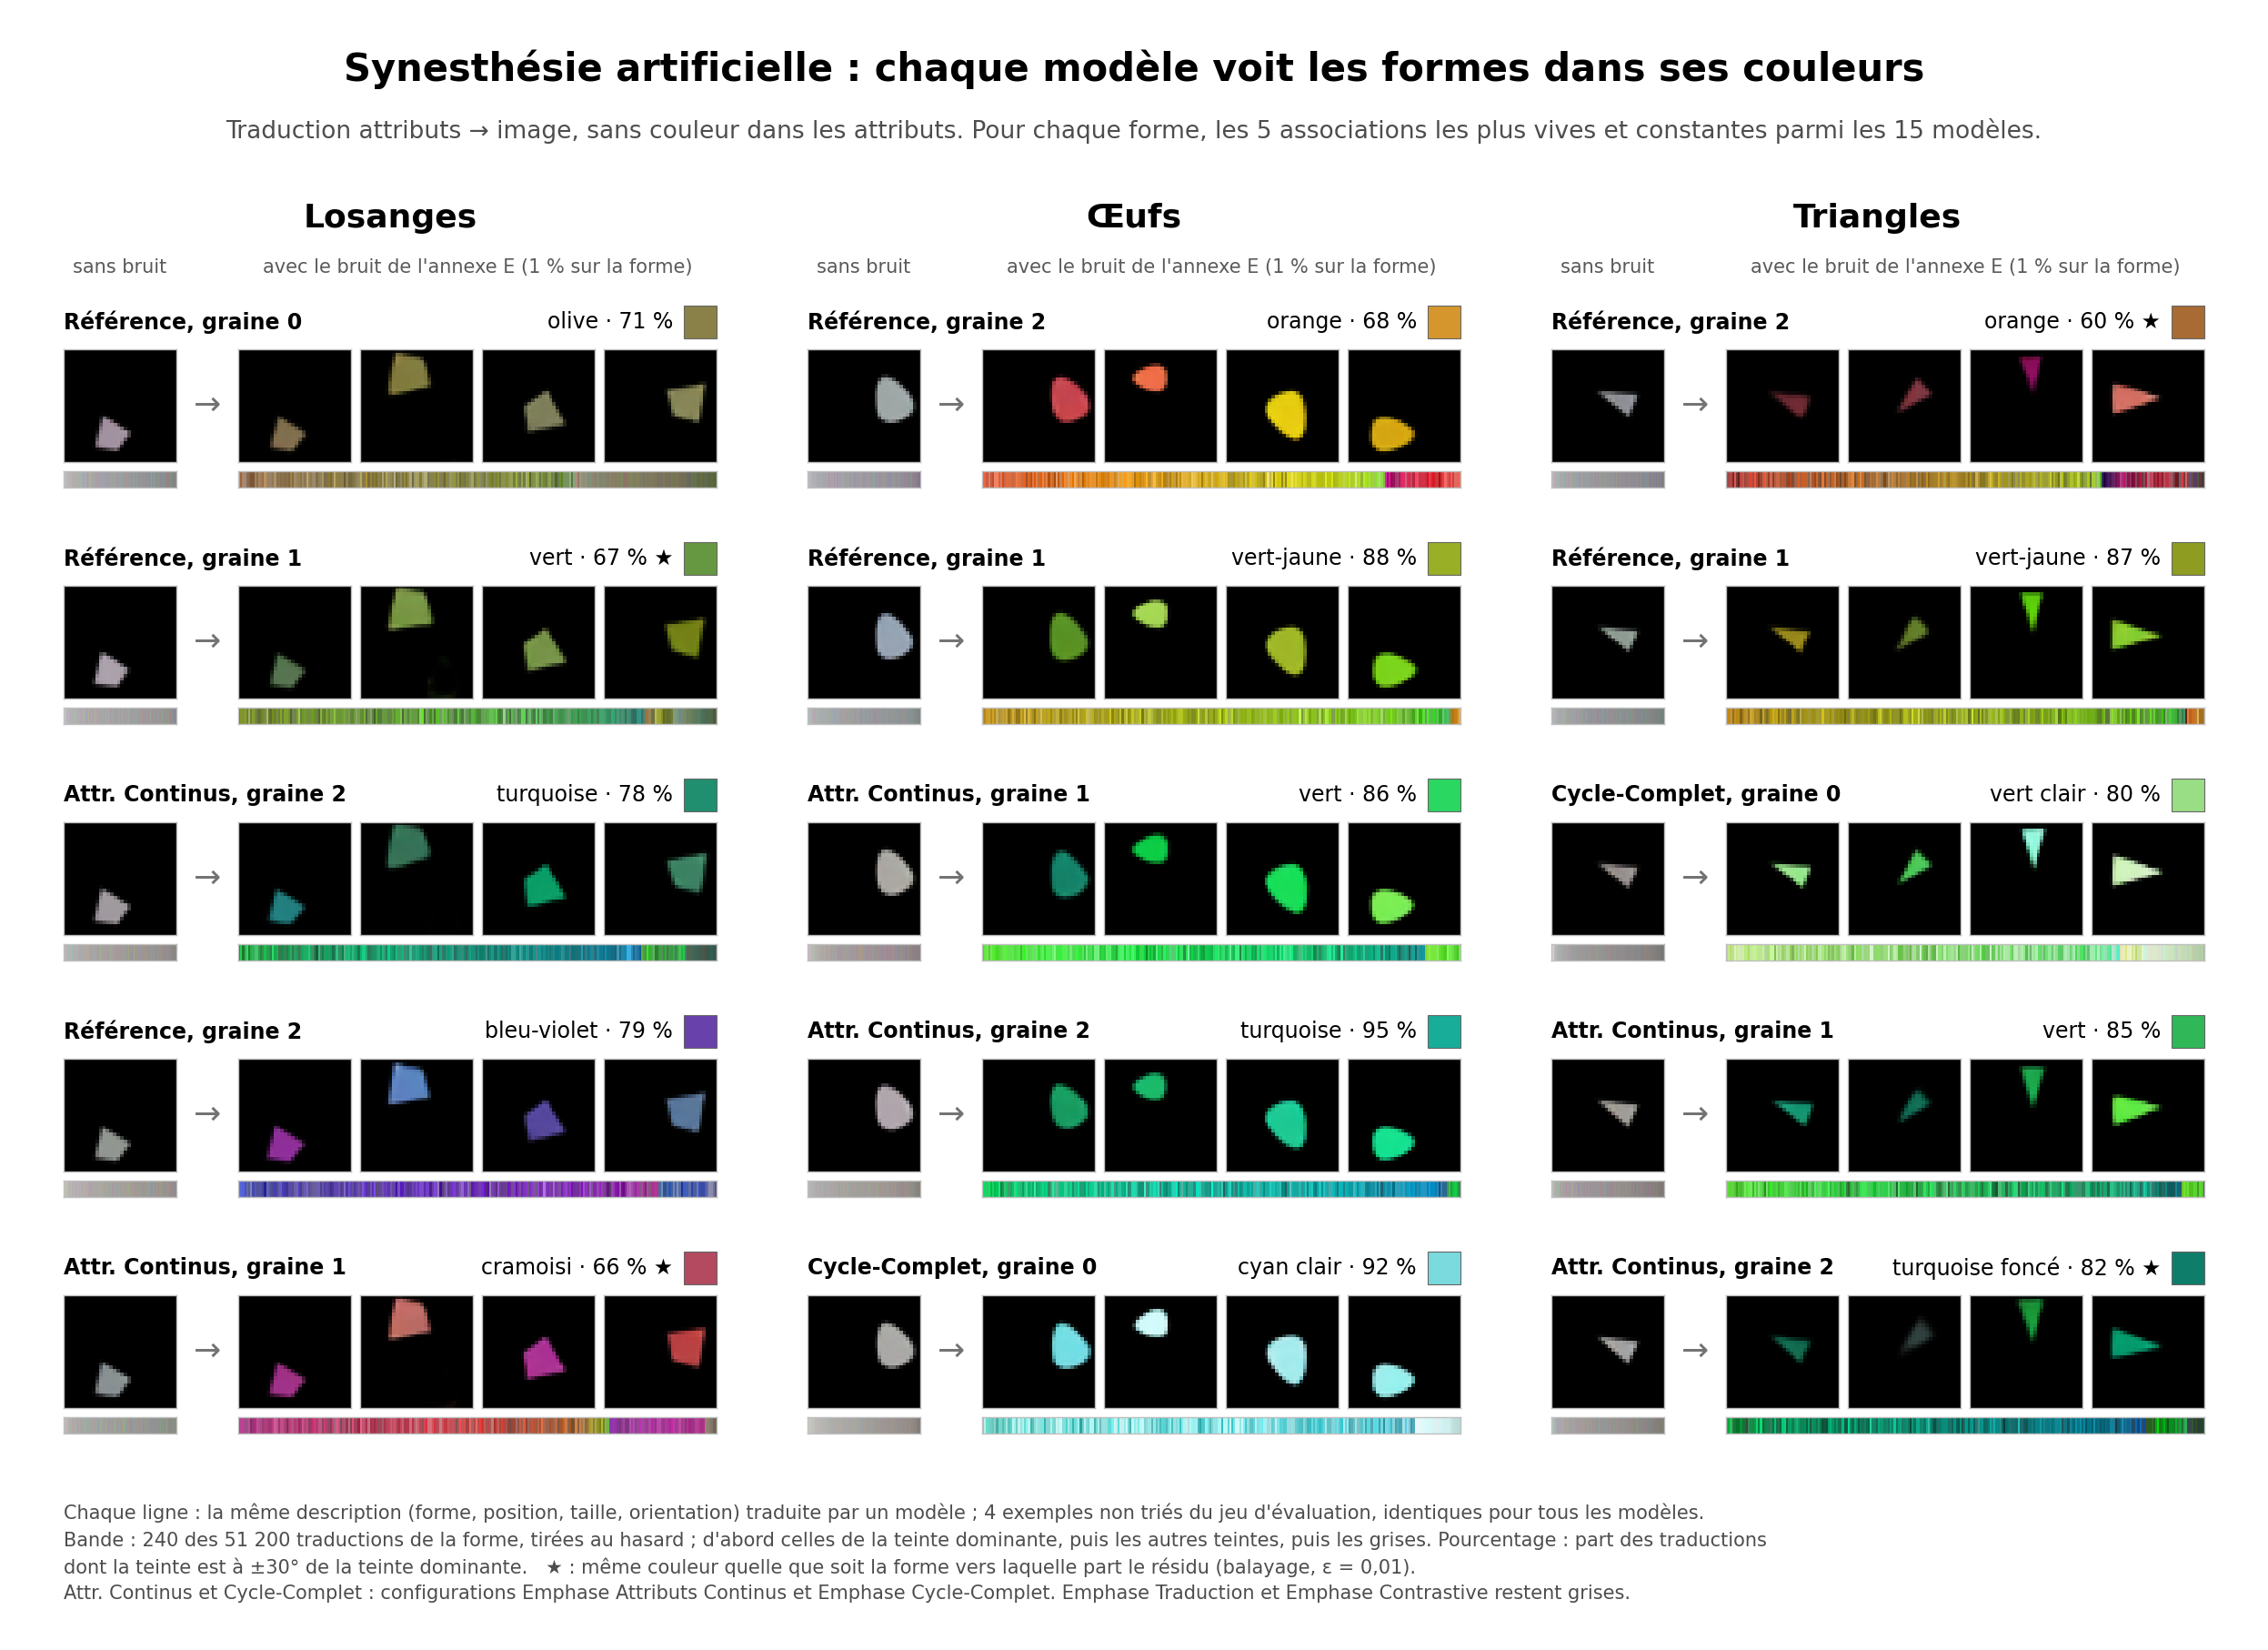 Synesthésie artificielle : chaque modèle voit les formes dans ses couleurs
Traduction attributs → image, sans couleur dans les attributs. Pour chaque forme, les 5 associations les plus vives et constantes parmi les 15 modèles.
Losanges
sans bruit
avec le bruit de l'annexe E (1 % sur la forme)
Référence, graine 0
olive · 71 %
→
Référence, graine 1
vert · 67 % ★
→
Attr. Continus, graine 2
turquoise · 78 %
→
Référence, graine 2
bleu-violet · 79 %
→
Attr. Continus, graine 1
cramoisi · 66 % ★
→
Œufs
sans bruit
avec le bruit de l'annexe E (1 % sur la forme)
Référence, graine 2
orange · 68 %
→
Référence, graine 1
vert-jaune · 88 %
→
Attr. Continus, graine 1
vert · 86 %
→
Attr. Continus, graine 2
turquoise · 95 %
→
Cycle-Complet, graine 0
cyan clair · 92 %
→
Triangles
sans bruit
avec le bruit de l'annexe E (1 % sur la forme)
Référence, graine 2
orange · 60 % ★
→
Référence, graine 1
vert-jaune · 87 %
→
Cycle-Complet, graine 0
vert clair · 80 %
→
Attr. Continus, graine 1
vert · 85 %
→
Attr. Continus, graine 2
turquoise foncé · 82 % ★
→
Chaque ligne : la même description (forme, position, taille, orientation) traduite par un modèle ; 4 exemples non triés du jeu d'évaluation, identiques pour tous les modèles.
Bande : 240 des 51 200 traductions de la forme, tirées au hasard ; d'abord celles de la teinte dominante, puis les autres teintes, puis les grises. Pourcentage : part des traductions
dont la teinte est à ±30° de la teinte dominante. ★ : même couleur quelle que soit la forme vers laquelle part le résidu (balayage, ε = 0,01).
Attr. Continus et Cycle-Complet : configurations Emphase Attributs Continus et Emphase Cycle-Complet. Emphase Traduction et Emphase Contrastive restent grises.